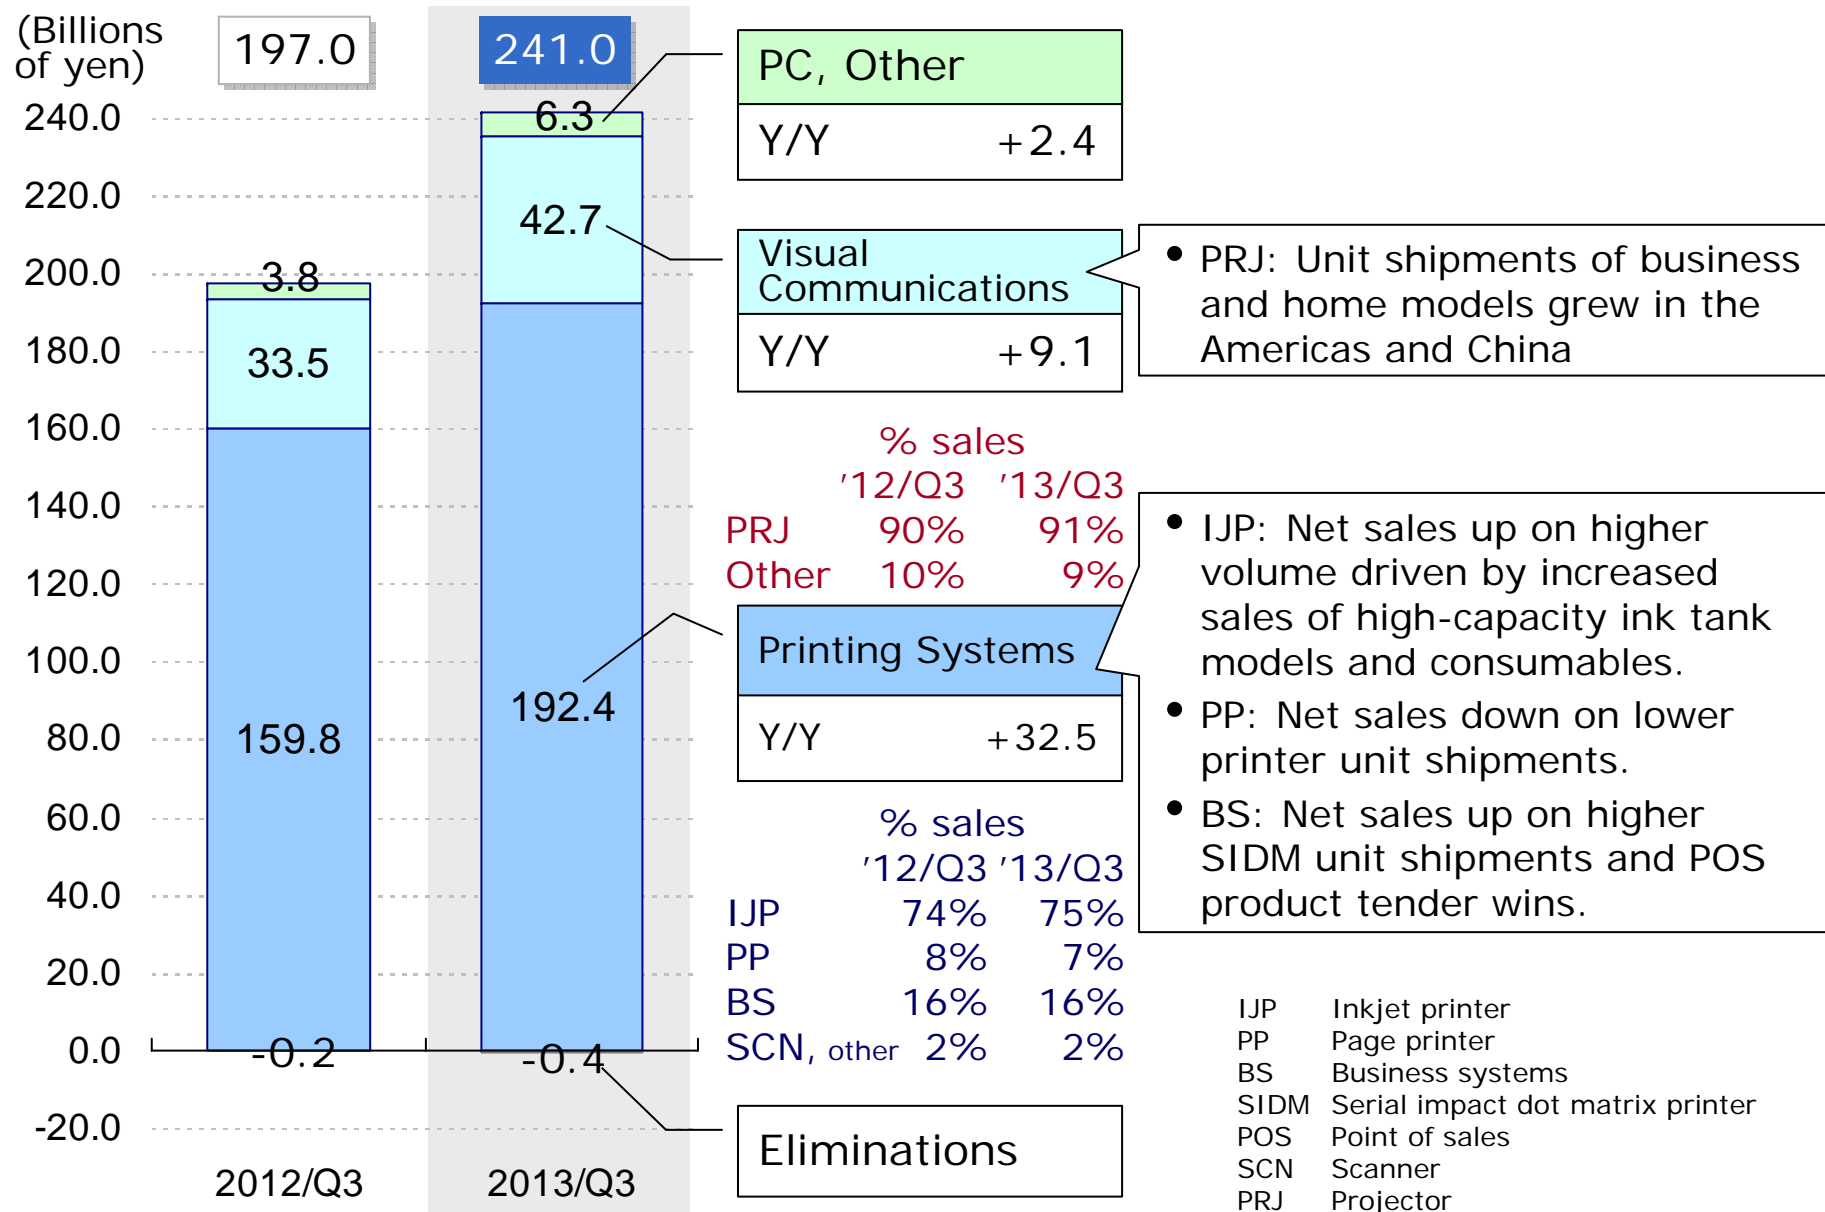 (Billions
of yen)
197.0
241.0
240.0
220.0
200.0
180.0
160.0
140.0
120.0
100.0
80.0
60.0
40.0
20.0
0.0
-20.0
3.8
33.5
159.8
-0.2
6.3
42.7
192.4
-0.4
2012/Q3
2013/Q3
PC, Other
Y/Y +2.4
Visual
Communications
Y/Y +9.1
• PRJ: Unit shipments of business
and home models grew in the
Americas and China
% sales
'12/Q3 '13/Q3
PRJ 90% 91%
Other 10% 9%
Printing Systems
Y/Y +32.5
• IJP: Net sales up on higher
volume driven by increased
sales of high-capacity ink tank
models and consumables.
• PP: Net sales down on lower
printer unit shipments.
• BS: Net sales up on higher
SIDM unit shipments and POS
product tender wins.
% sales
'12/Q3 '13/Q3
IJP 74% 75%
PP 8% 7%
BS 16% 16%
SCN, other 2% 2%
Eliminations
IJP Inkjet printer
PP Page printer
BS Business systems
SIDM Serial impact dot matrix printer
POS Point of sales
SCN Scanner
PRJ Projector